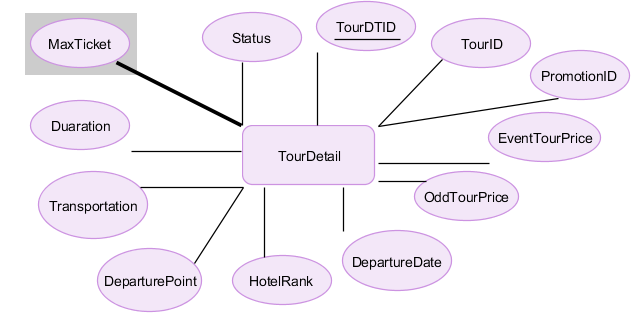 TourDTID
Status
MaxTicket
TourID
PromotionID
Duaration
EventTourPrice
TourDetail
OddTourPrice
Transportation
DepartureDate
DeparturePoint
HotelRank